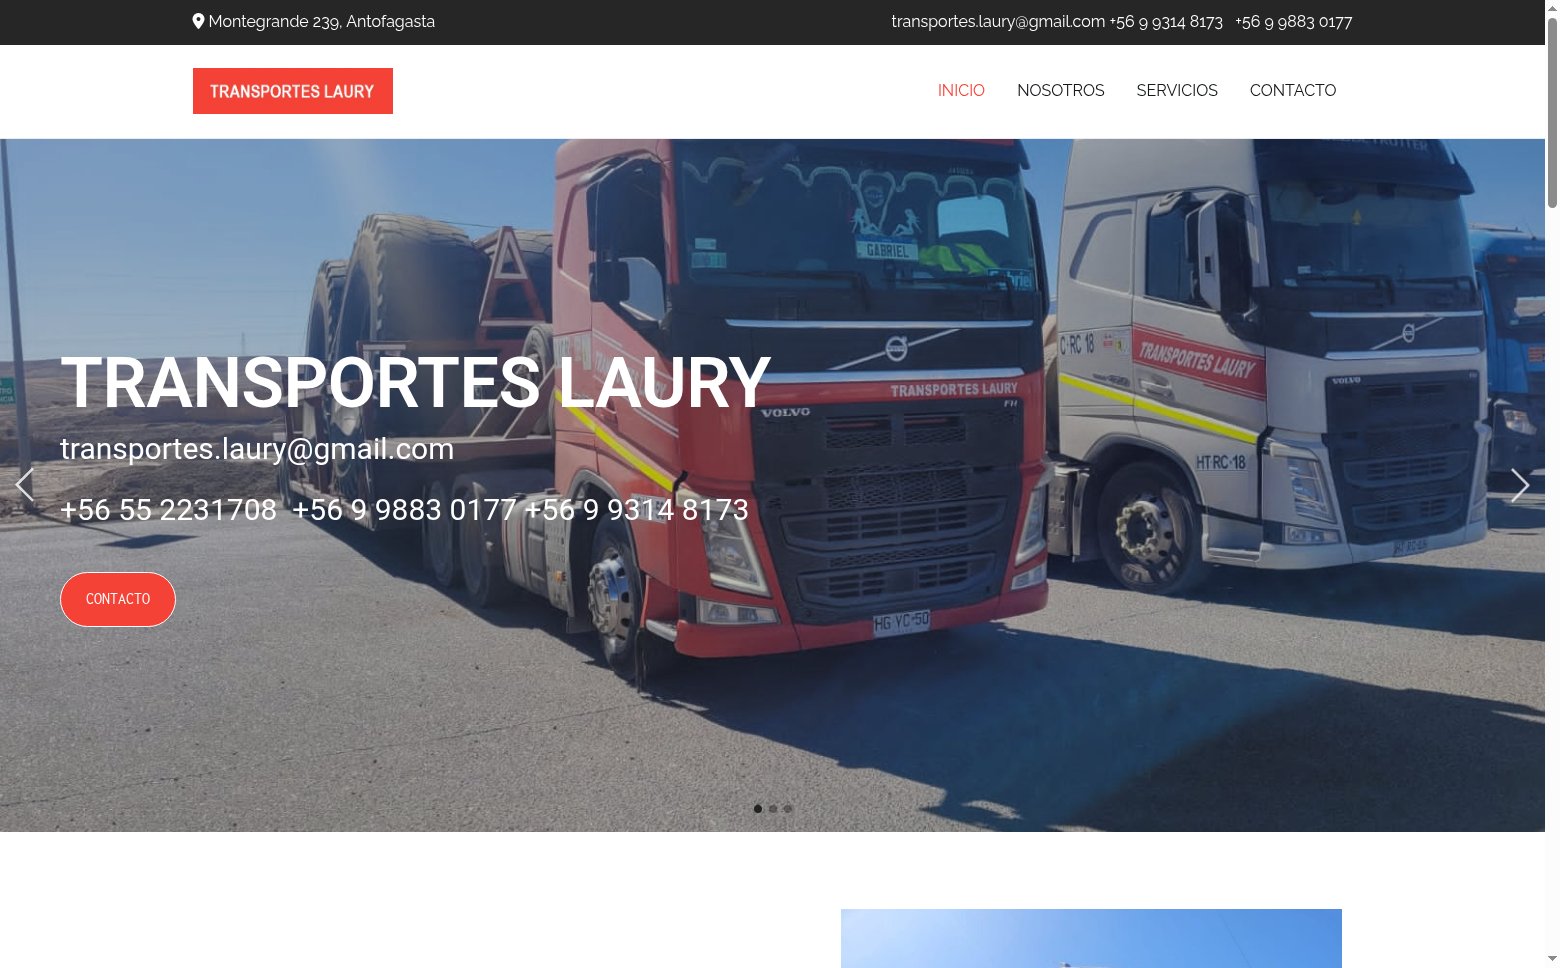 Montegrande 239, Antofagasta
transportes.laury@gmail.com +56 9 9314 8173 +56 9 9883 0177
TRANSPORTES LAURY
INICIO NOSOTROS SERVICIOS CONTACTO
GABRIEL
C·RC 18
TRANSPORTES LAURY
TRANSPORTES LAURY
VOLVO FH
VOLVO
HT·RC·18
HG YC·50
TRANSPORTES LAURY
transportes.laury@gmail.com
+56 55 2231708 +56 9 9883 0177 +56 9 9314 8173
CONTACTO